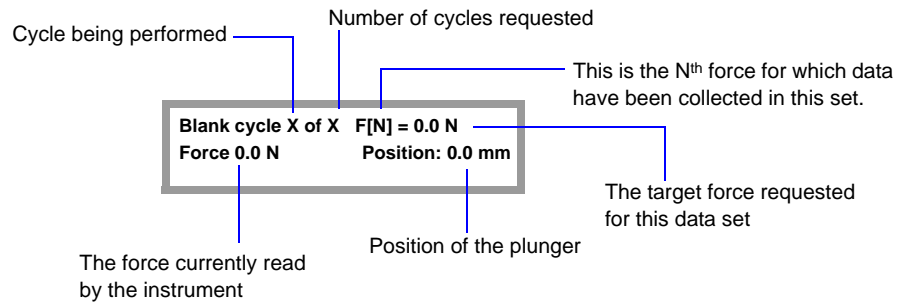 Number of cycles requested
Cycle being performed
This is the Nth force for which data
have been collected in this set.
Blank cycle X of X F[N] = 0.0 N
Force 0.0 N Position: 0.0 mm
The target force requested
for this data set
Position of the plunger
The force currently read
by the instrument